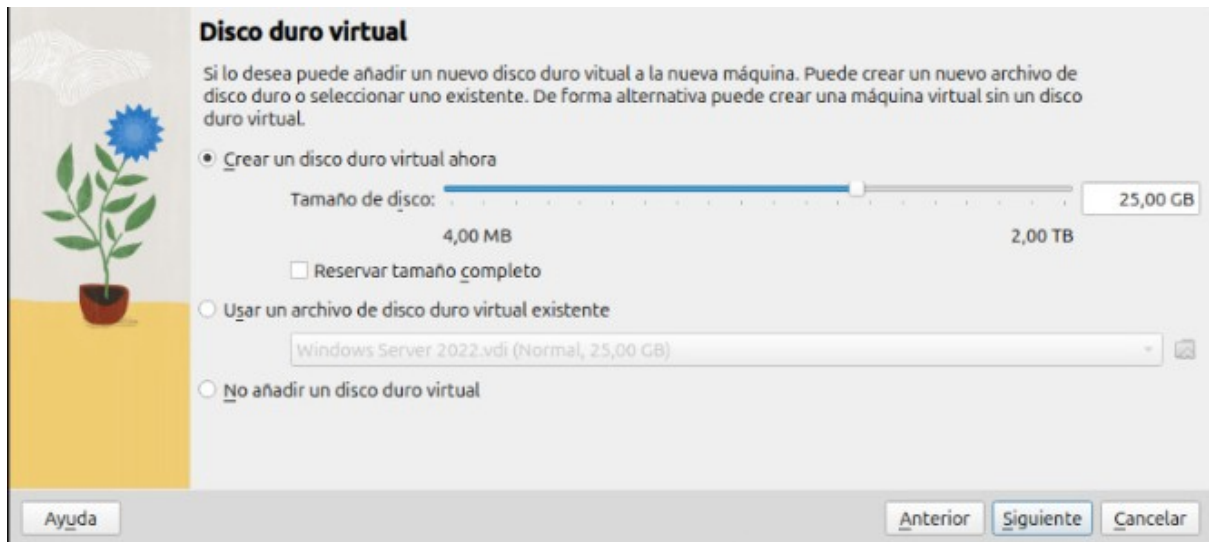 Disco duro virtual
Si lo desea puede añadir un nuevo disco duro vitual a la nueva máquina. Puede crear un nuevo archivo de
disco duro o seleccionar uno existente. De forma alternativa puede crear una máquina virtual sin un disco
duro virtual.
Crear un disco duro virtual ahora
Tamaño de disco:
25,00 GB
4,00 MB
2,00 TB
Reservar tamaño completo
Usar un archivo de disco duro virtual existente
Windows Server 2022.vdi (Normal, 25,00 GB)
No añadir un disco duro virtual
Ayuda
Anterior
Siguiente
Cancelar